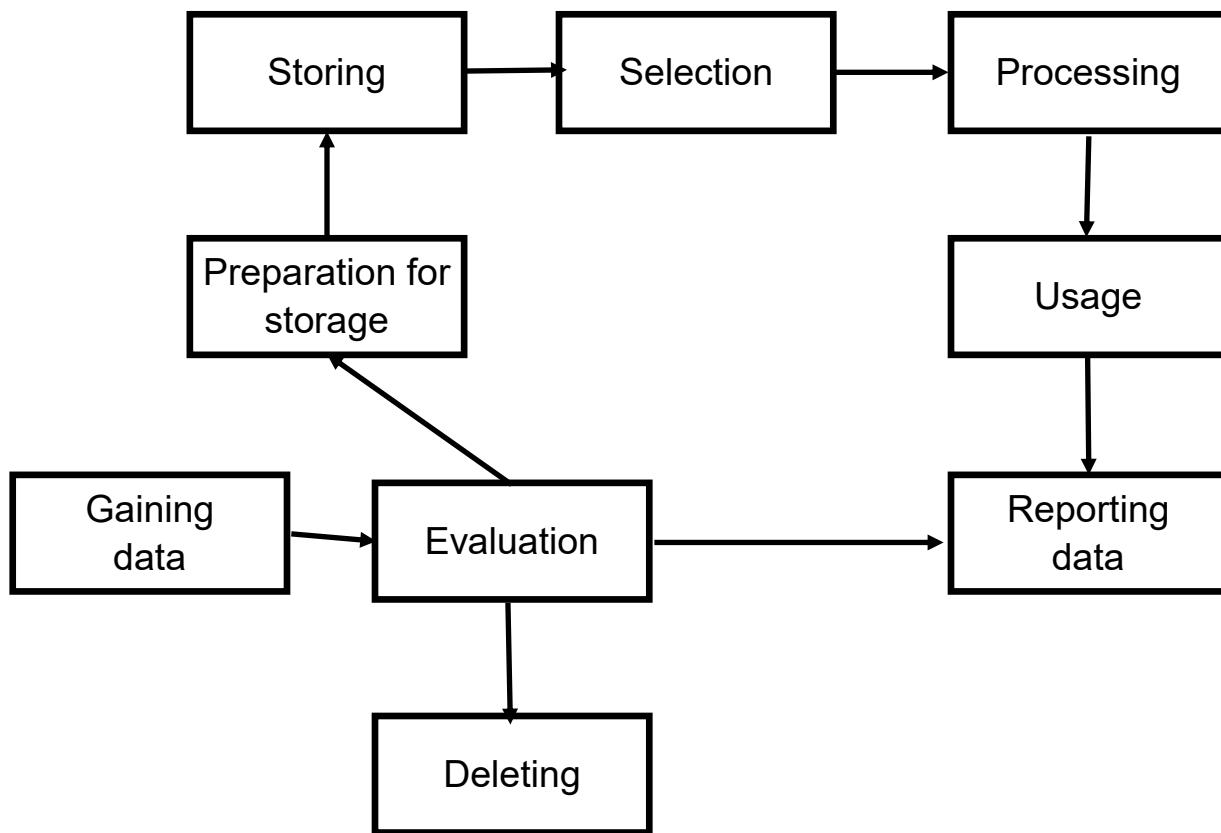 Storing
Selection
Processing
Preparation for
storage
Usage
Gaining
data
Evaluation
Reporting
data
Deleting